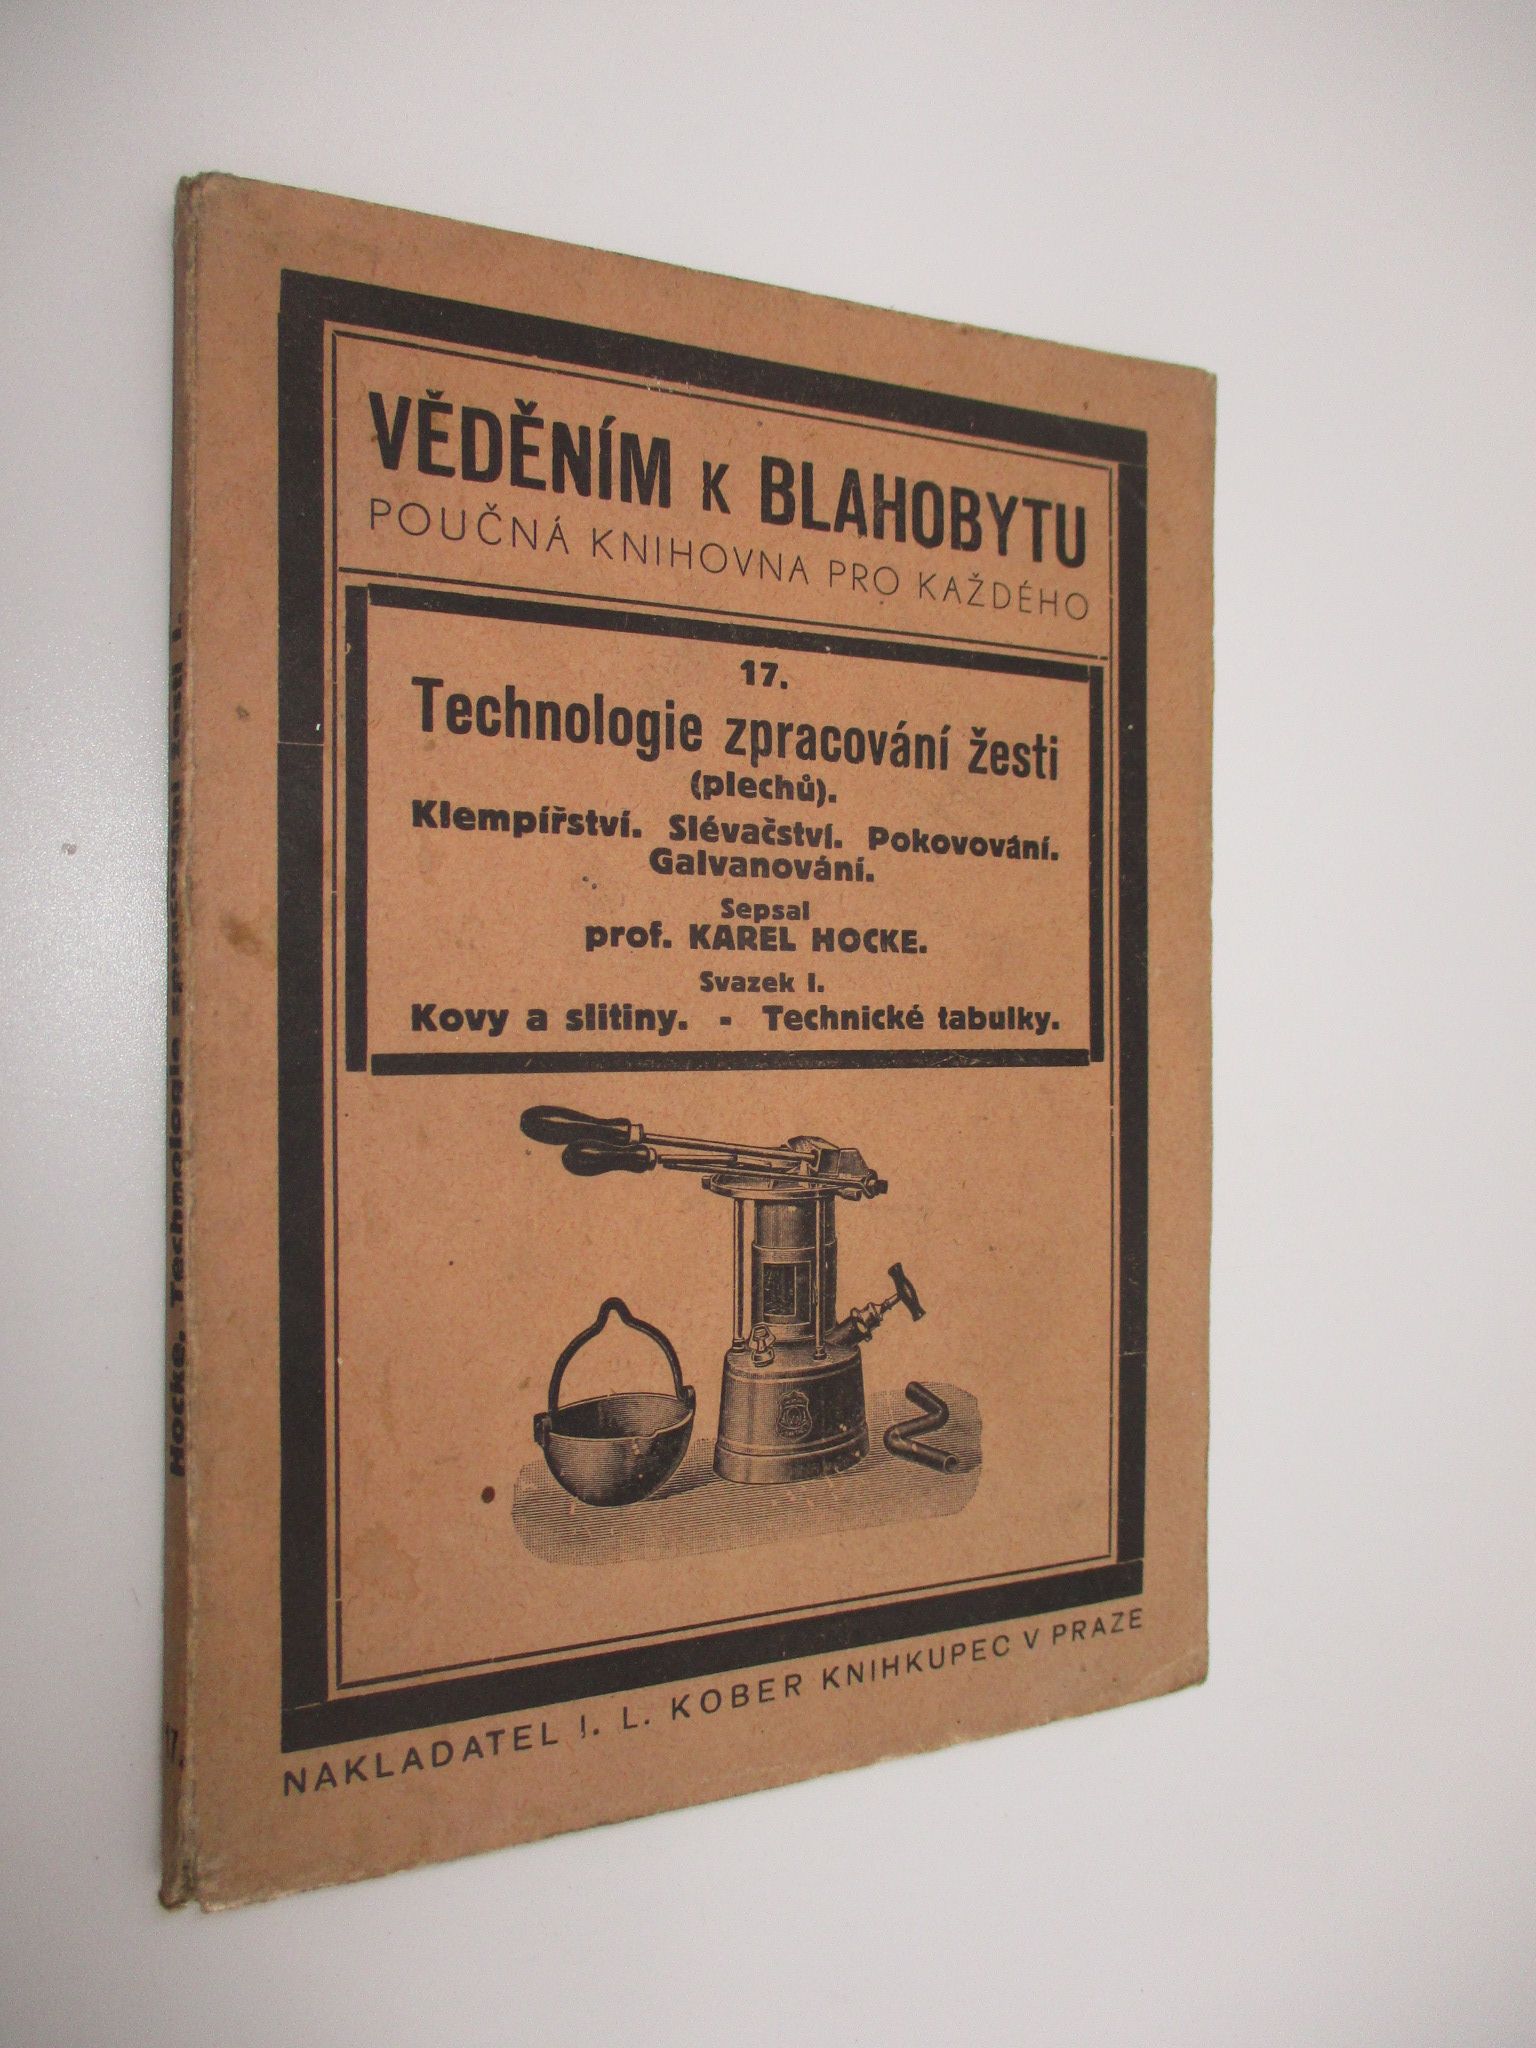 VĚDĚNÍM K BLAHOBYTU
POUČNÁ KNIHOVNA PRO KAŽDÉHO
17.
Technologie zpracování žesti
(plechů).
Klempířství. Slévačství. Pokovování.
Galvanování.
Sepsal
prof. KAREL HOCKE.
Svazek I.
Kovy a slitiny. - Technické tabulky.
NAKLADATEL I. L. KOBER KNIHKUPEC V PRAZE
Hocke, Technologie zpracování žesti I.
17.